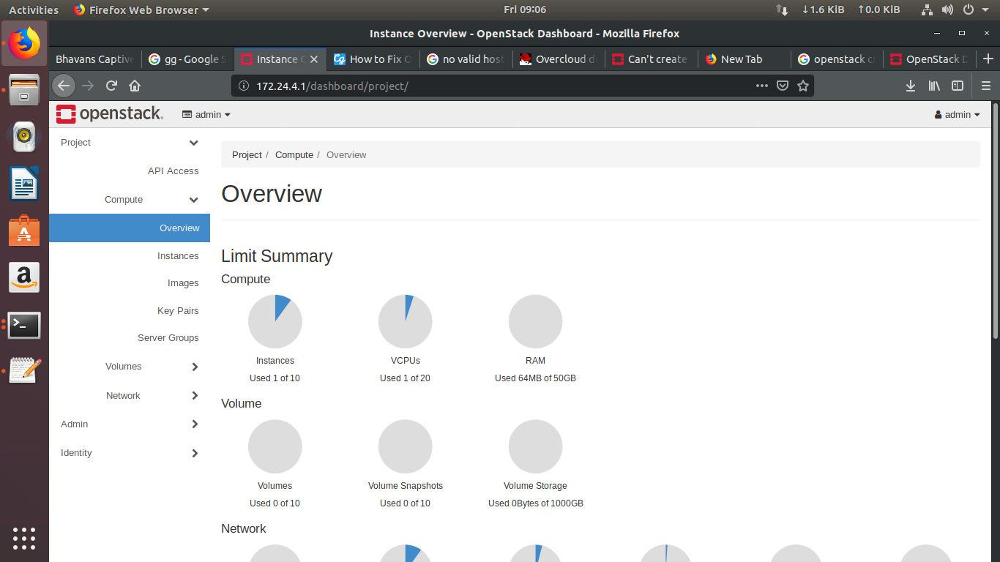 Activities Firefox Web Browser Fri 09:06 ↓1.6 KiB ↑0.0 KiB
Instance Overview - OpenStack Dashboard - Mozilla Firefox
Bhavans Captive gg - Google S Instance O How to Fix O no valid host Overcloud d Can't create New Tab openstack cr OpenStack D
172.24.4.1/dashboard/project/
openstack. admin admin
Project
API Access
Compute
Overview
Instances
Images
Key Pairs
Server Groups
Volumes
Network
Admin
Identity
Project / Compute / Overview
Overview
Limit Summary
Compute
Instances VCPUs RAM
Used 1 of 10 Used 1 of 20 Used 64MB of 50GB
Volume
Volumes Volume Snapshots Volume Storage
Used 0 of 10 Used 0 of 10 Used 0Bytes of 1000GB
Network